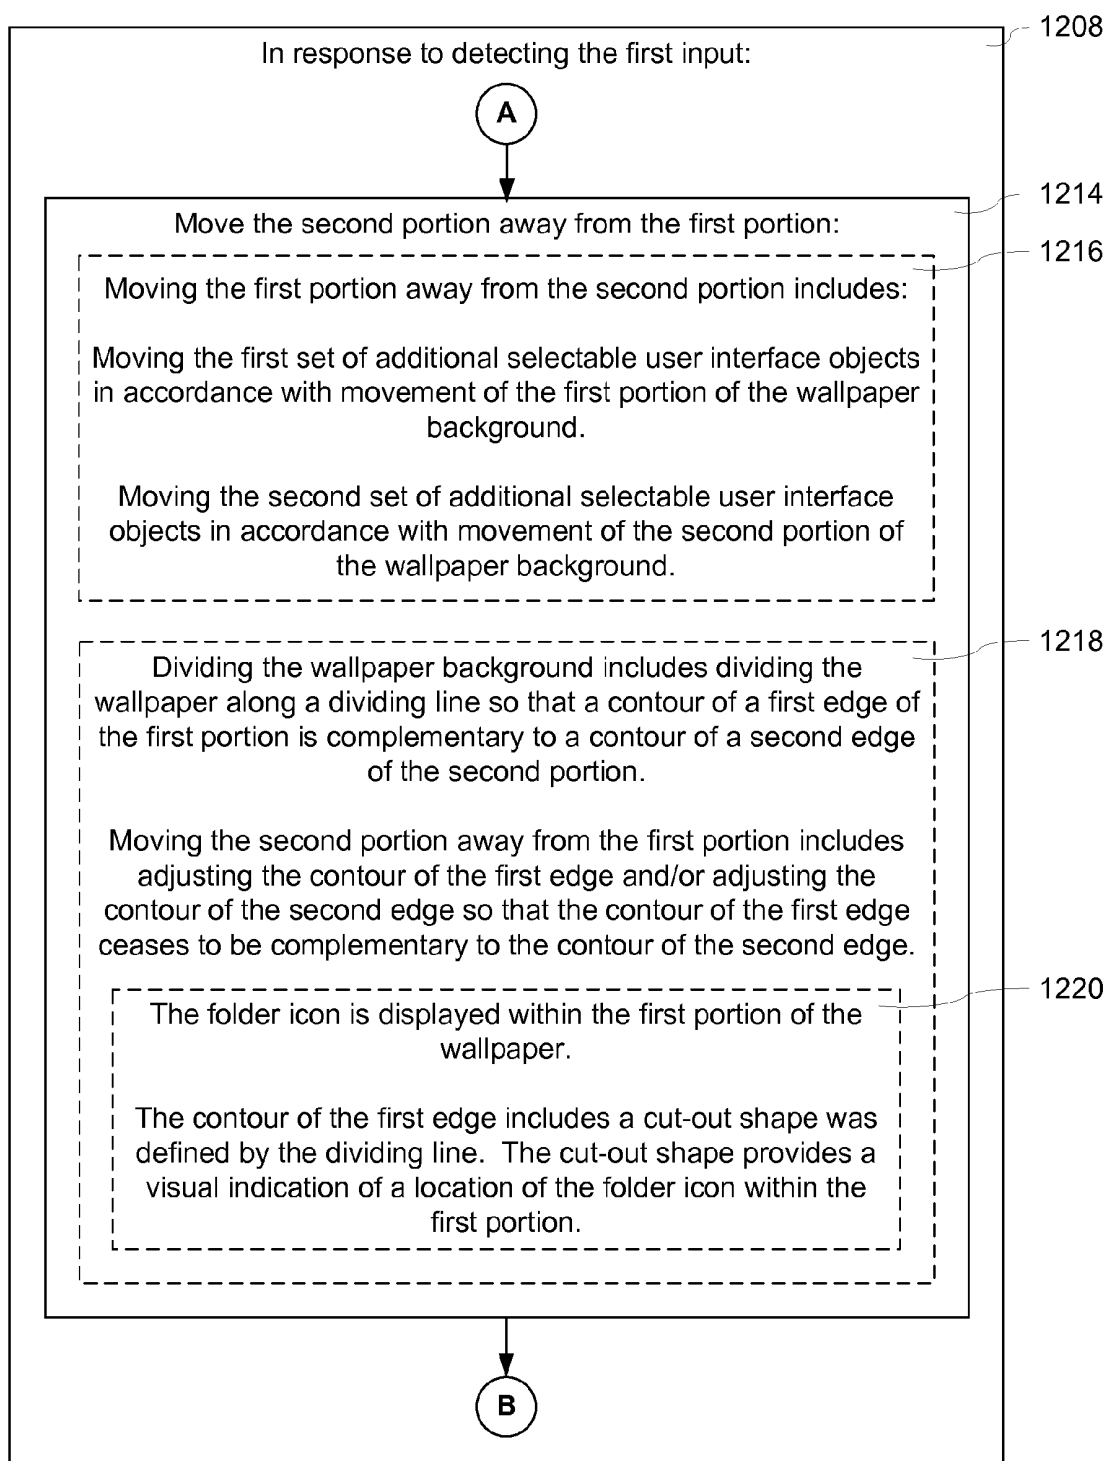 1208
In response to detecting the first input:
A
1214
Move the second portion away from the first portion:
1216
Moving the first portion away from the second portion includes:
Moving the first set of additional selectable user interface objects
in accordance with movement of the first portion of the wallpaper
background.
Moving the second set of additional selectable user interface
objects in accordance with movement of the second portion of
the wallpaper background.
1218
Dividing the wallpaper background includes dividing the
wallpaper along a dividing line so that a contour of a first edge of
the first portion is complementary to a contour of a second edge
of the second portion.
Moving the second portion away from the first portion includes
adjusting the contour of the first edge and/or adjusting the
contour of the second edge so that the contour of the first edge
ceases to be complementary to the contour of the second edge.
1220
The folder icon is displayed within the first portion of the
wallpaper.
The contour of the first edge includes a cut-out shape was
defined by the dividing line.  The cut-out shape provides a
visual indication of a location of the folder icon within the
first portion.
B